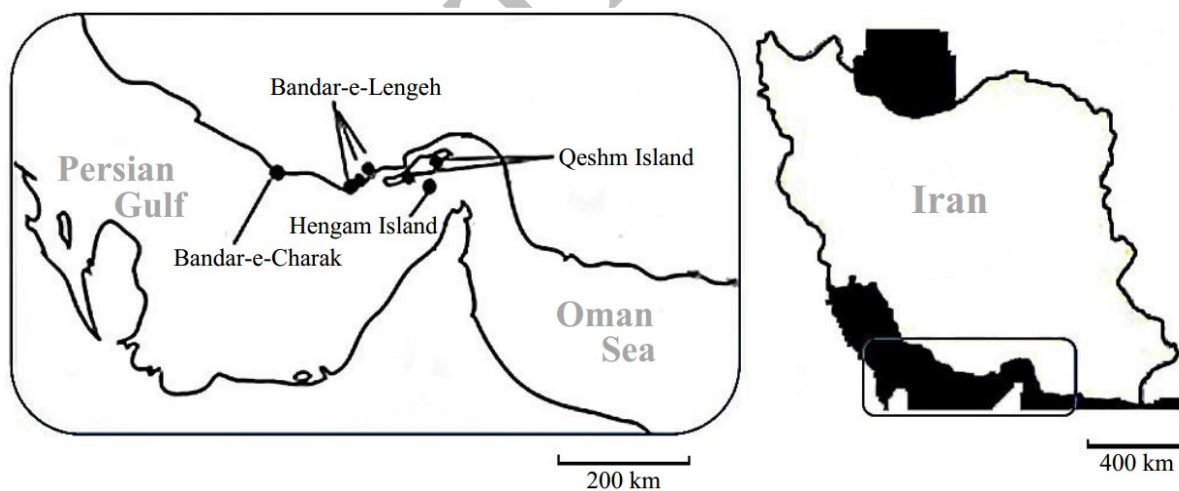 Bandar-e-Lengeh
Qeshm Island
Persian
Gulf
Hengam Island
Bandar-e-Charak
Oman
Sea
200 km
Iran
400 km